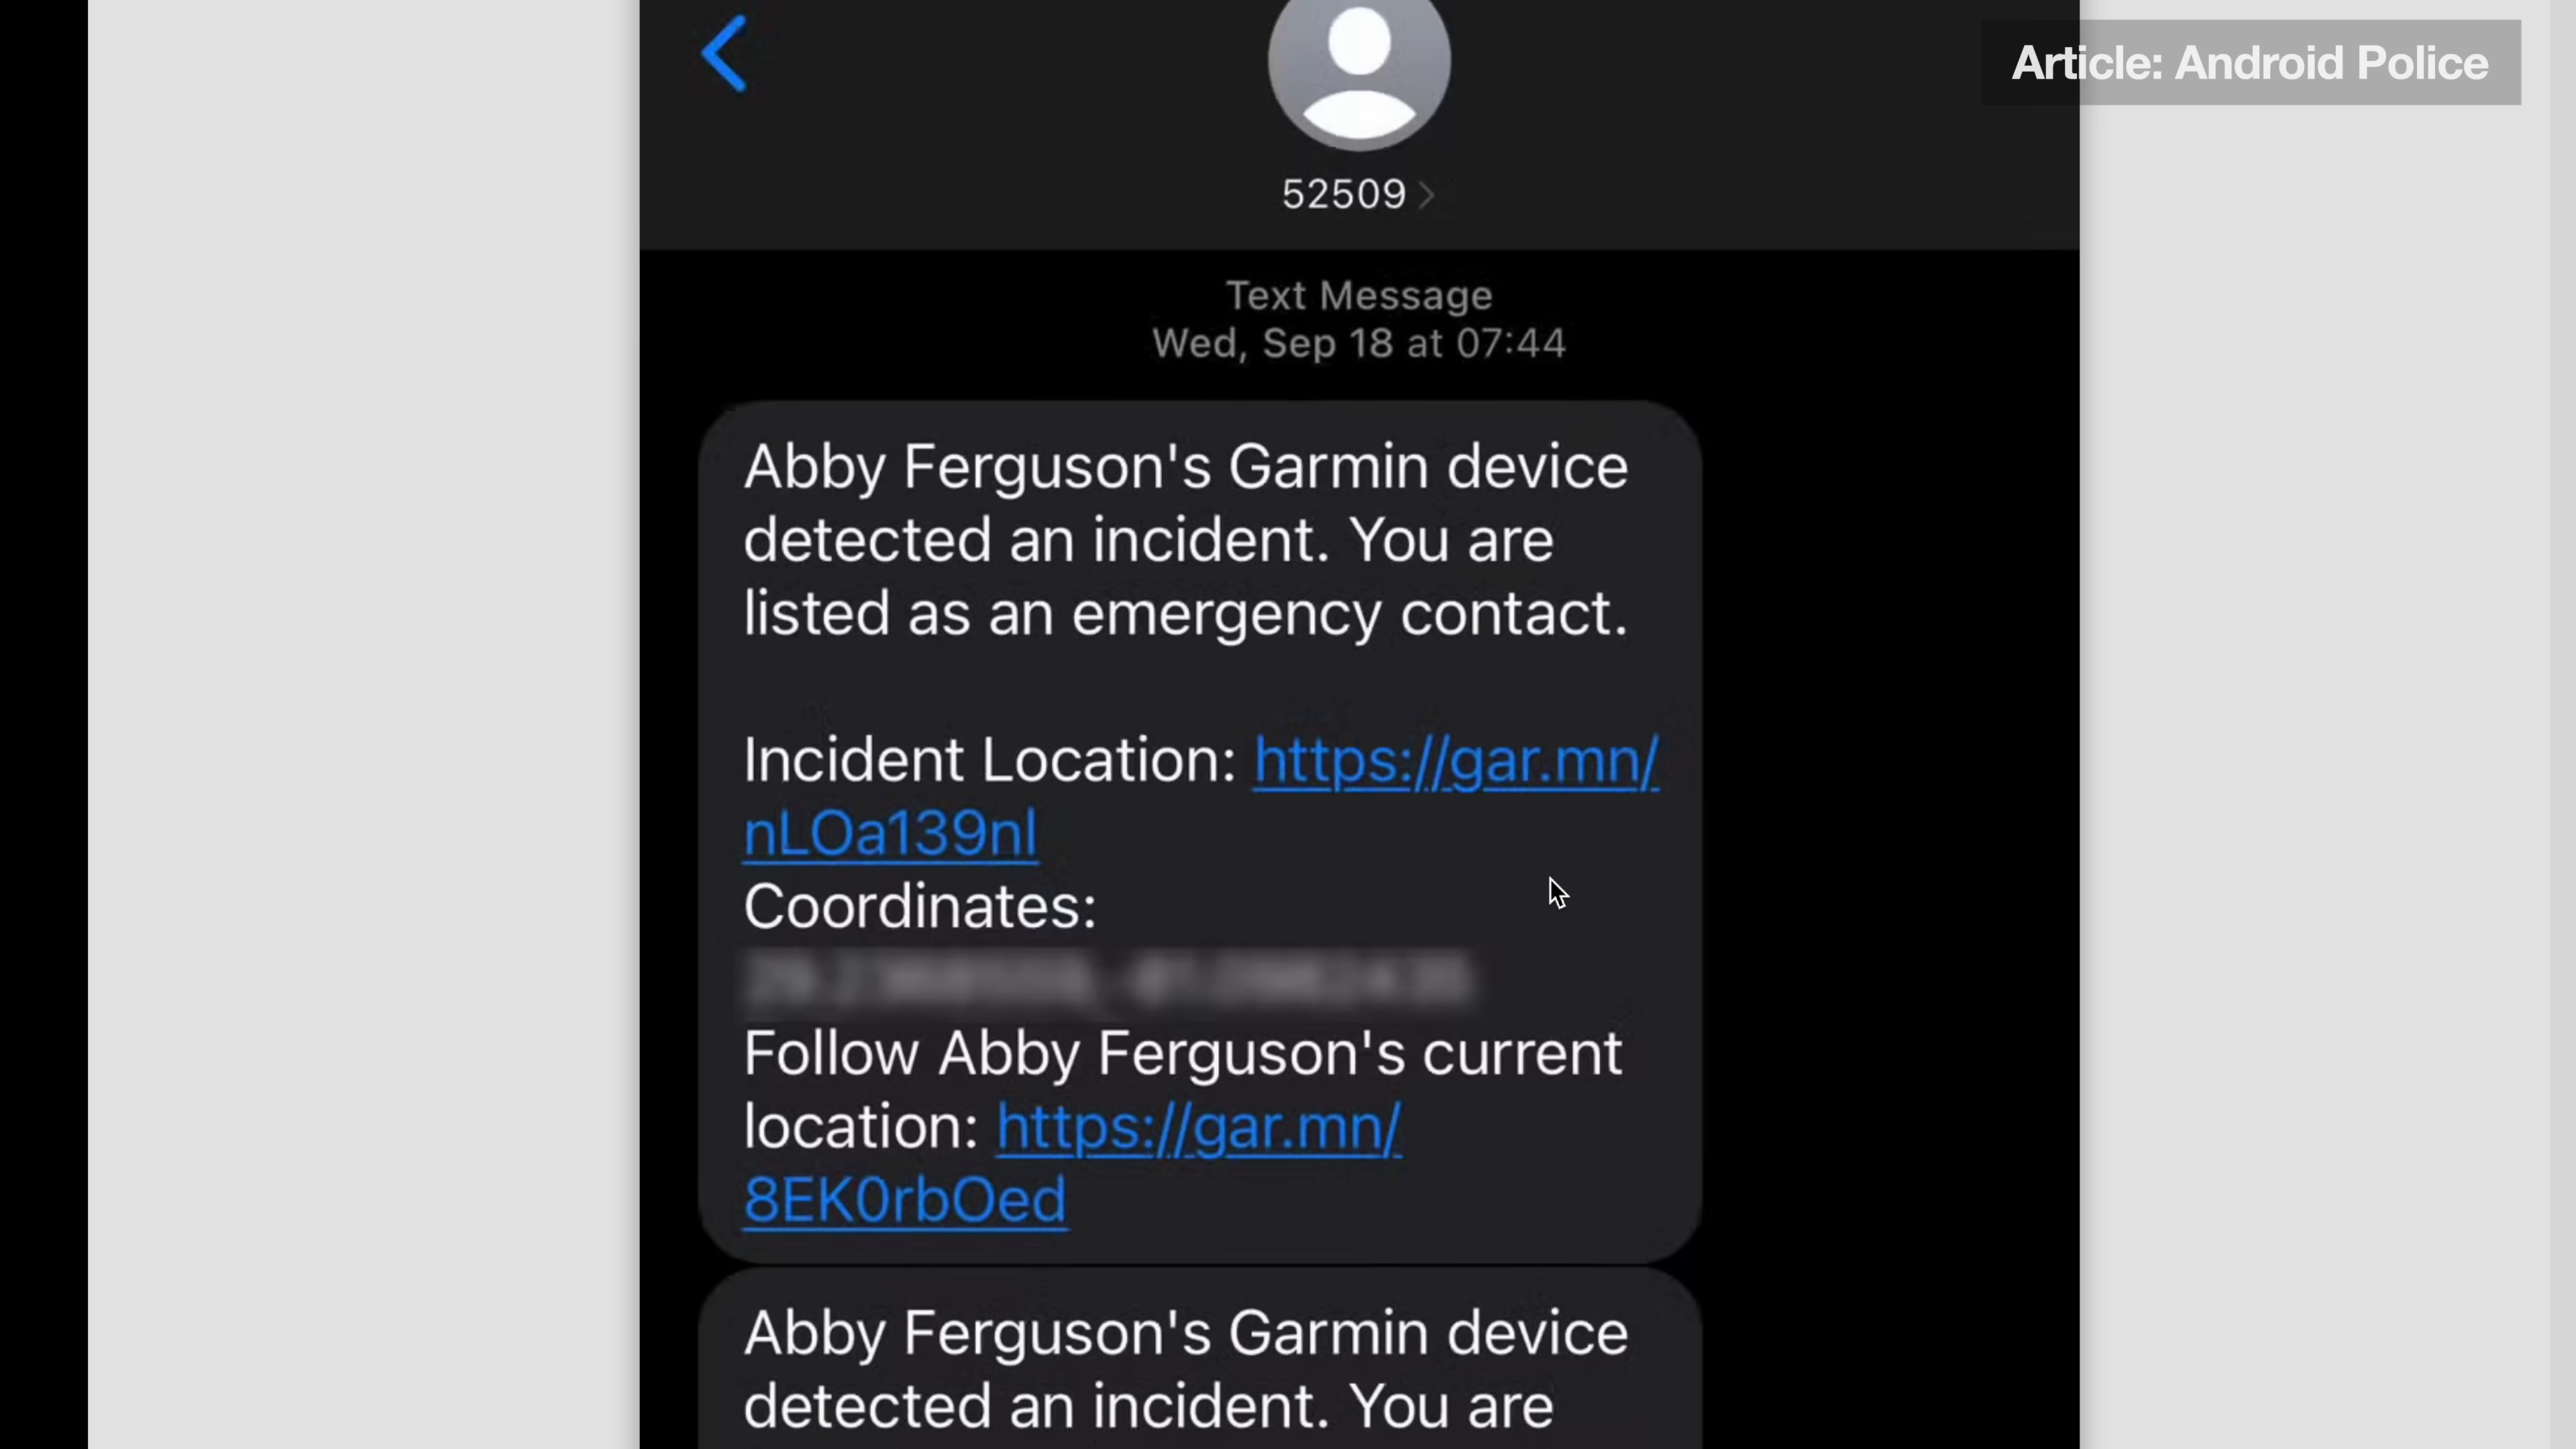 Article: Android Police
52509
Text Message
Wed, Sep 18 at 07:44
Abby Ferguson's Garmin device
detected an incident. You are
listed as an emergency contact.
Incident Location: https://gar.mn/
nLOa139nl
Coordinates:
Follow Abby Ferguson's current
location: https://gar.mn/
8EK0rbOed
Abby Ferguson's Garmin device
detected an incident. You are